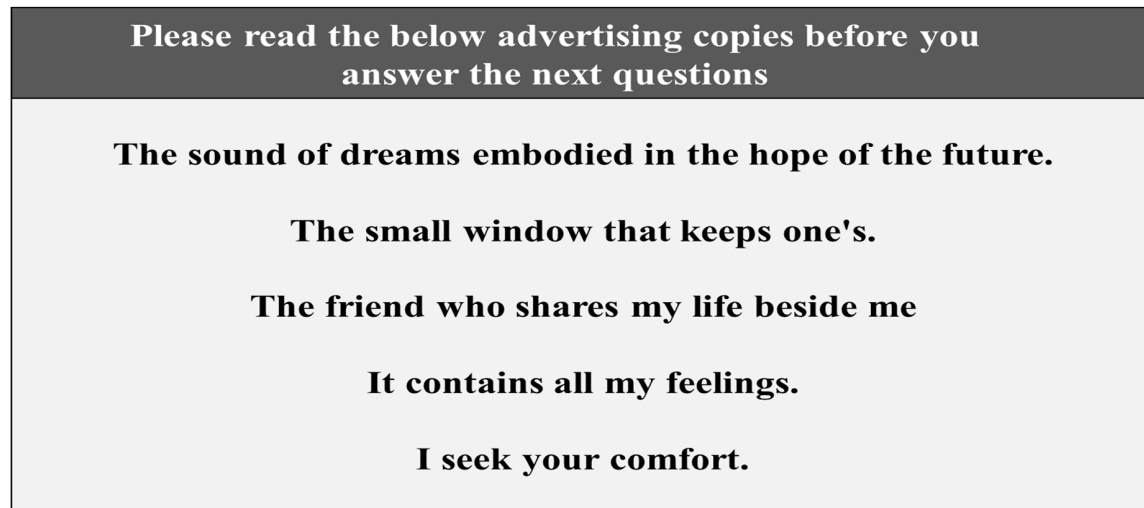 Please read the below advertising copies before you
answer the next questions
The sound of dreams embodied in the hope of the future.
The small window that keeps one's.
The friend who shares my life beside me
It contains all my feelings.
I seek your comfort.